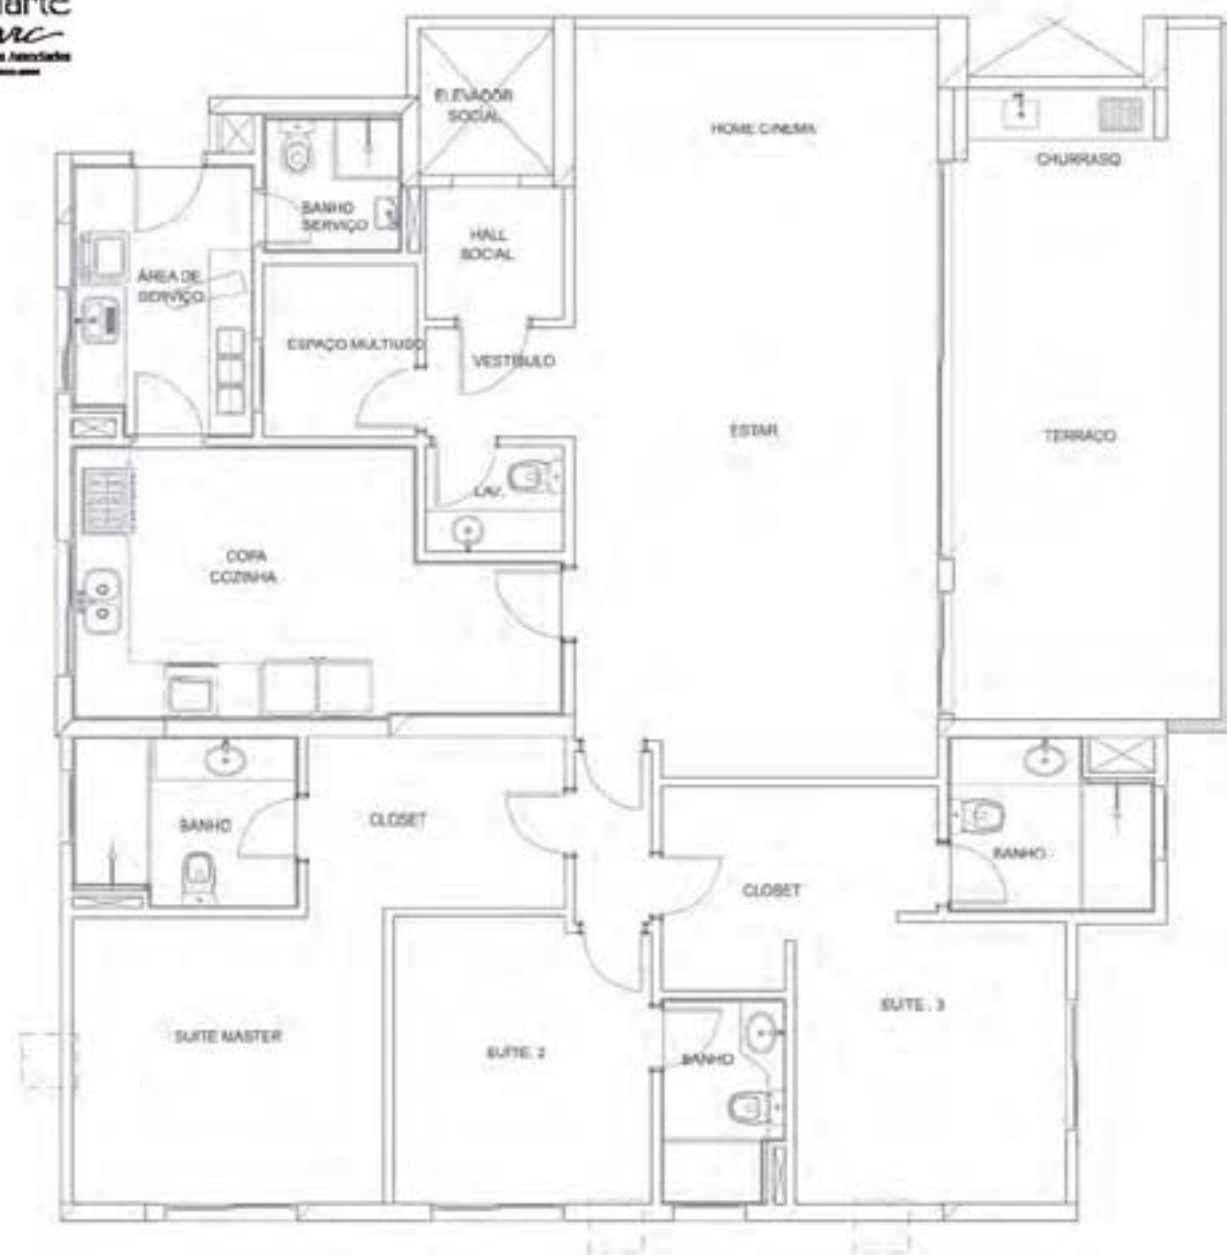 ELEVADOR
SOCIAL
HOME CINEMA
CHURRASQ
BANHO
SERVIÇO
HALL
SOCIAL
ÁREA DE
SERVIÇO
ESPAÇO MULTIUSO
VESTÍBULO
ESTAR
TERRAÇO
LAV.
COPA
COZINHA
BANHO
CLOSET
CLOSET
BANHO
SUITE MASTER
SUITE. 2
BANHO
SUITE. 3